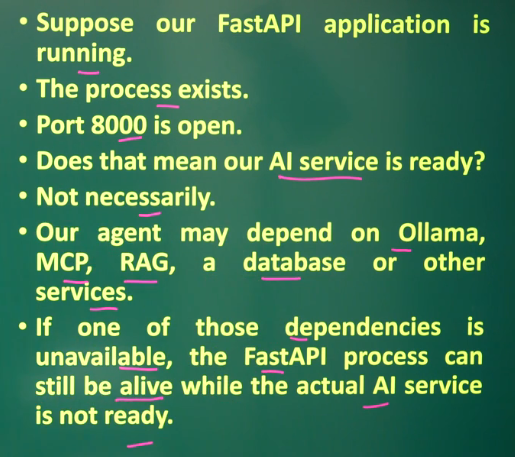 • Suppose our FastAPI application is
running.
• The process exists.
• Port 8000 is open.
• Does that mean our AI service is ready?
• Not necessarily.
• Our agent may depend on Ollama,
MCP, RAG, a database or other
services.
• If one of those dependencies is
unavailable, the FastAPI process can
still be alive while the actual AI service
is not ready.